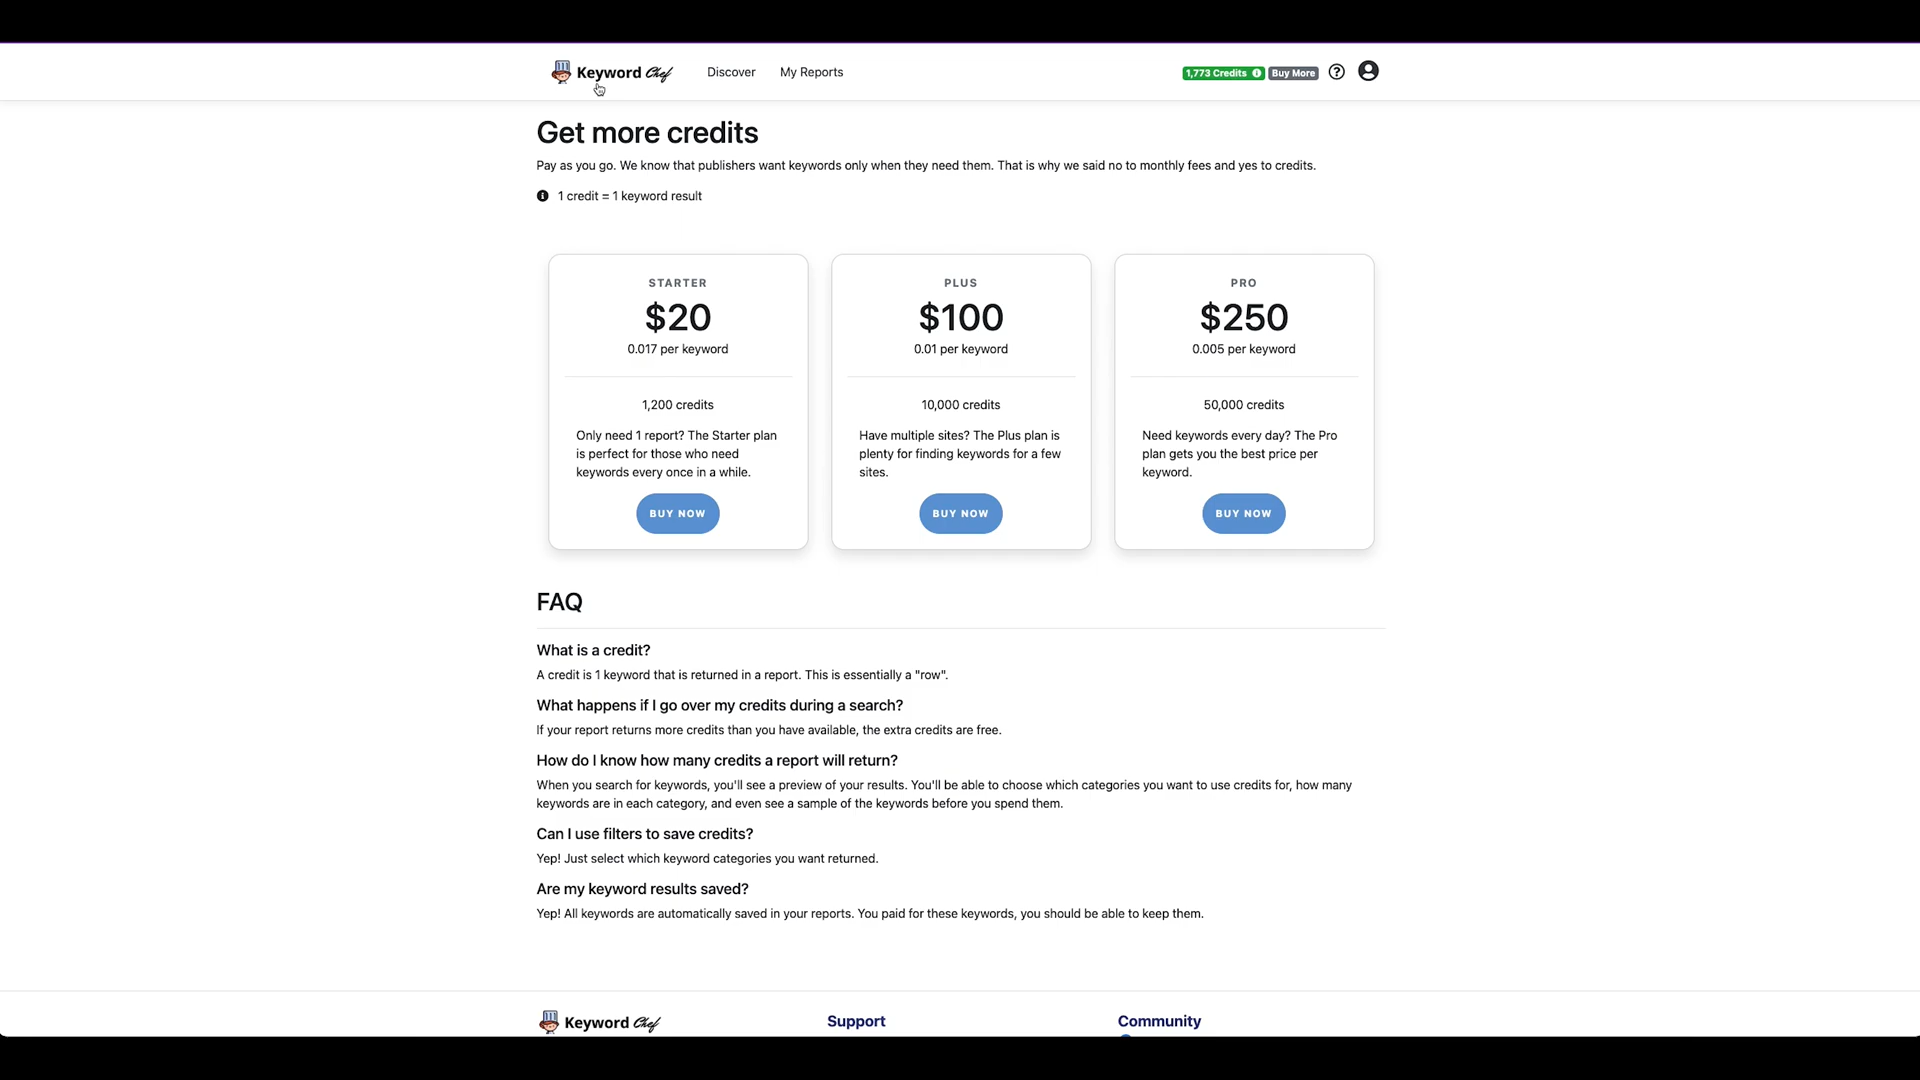 Keyword Chef
Discover
My Reports
1,773 Credits
Buy More
Get more credits
Pay as you go. We know that publishers want keywords only when they need them. That is why we said no to monthly fees and yes to credits.
1 credit = 1 keyword result
STARTER
$20
0.017 per keyword
1,200 credits
Only need 1 report? The Starter plan
is perfect for those who need
keywords every once in a while.
BUY NOW
PLUS
$100
0.01 per keyword
10,000 credits
Have multiple sites? The Plus plan is
plenty for finding keywords for a few
sites.
BUY NOW
PRO
$250
0.005 per keyword
50,000 credits
Need keywords every day? The Pro
plan gets you the best price per
keyword.
BUY NOW
FAQ
What is a credit?
A credit is 1 keyword that is returned in a report. This is essentially a "row".
What happens if I go over my credits during a search?
If your report returns more credits than you have available, the extra credits are free.
How do I know how many credits a report will return?
When you search for keywords, you'll see a preview of your results. You'll be able to choose which categories you want to use credits for, how many
keywords are in each category, and even see a sample of the keywords before you spend them.
Can I use filters to save credits?
Yep! Just select which keyword categories you want returned.
Are my keyword results saved?
Yep! All keywords are automatically saved in your reports. You paid for these keywords, you should be able to keep them.
Keyword Chef
Support
Community